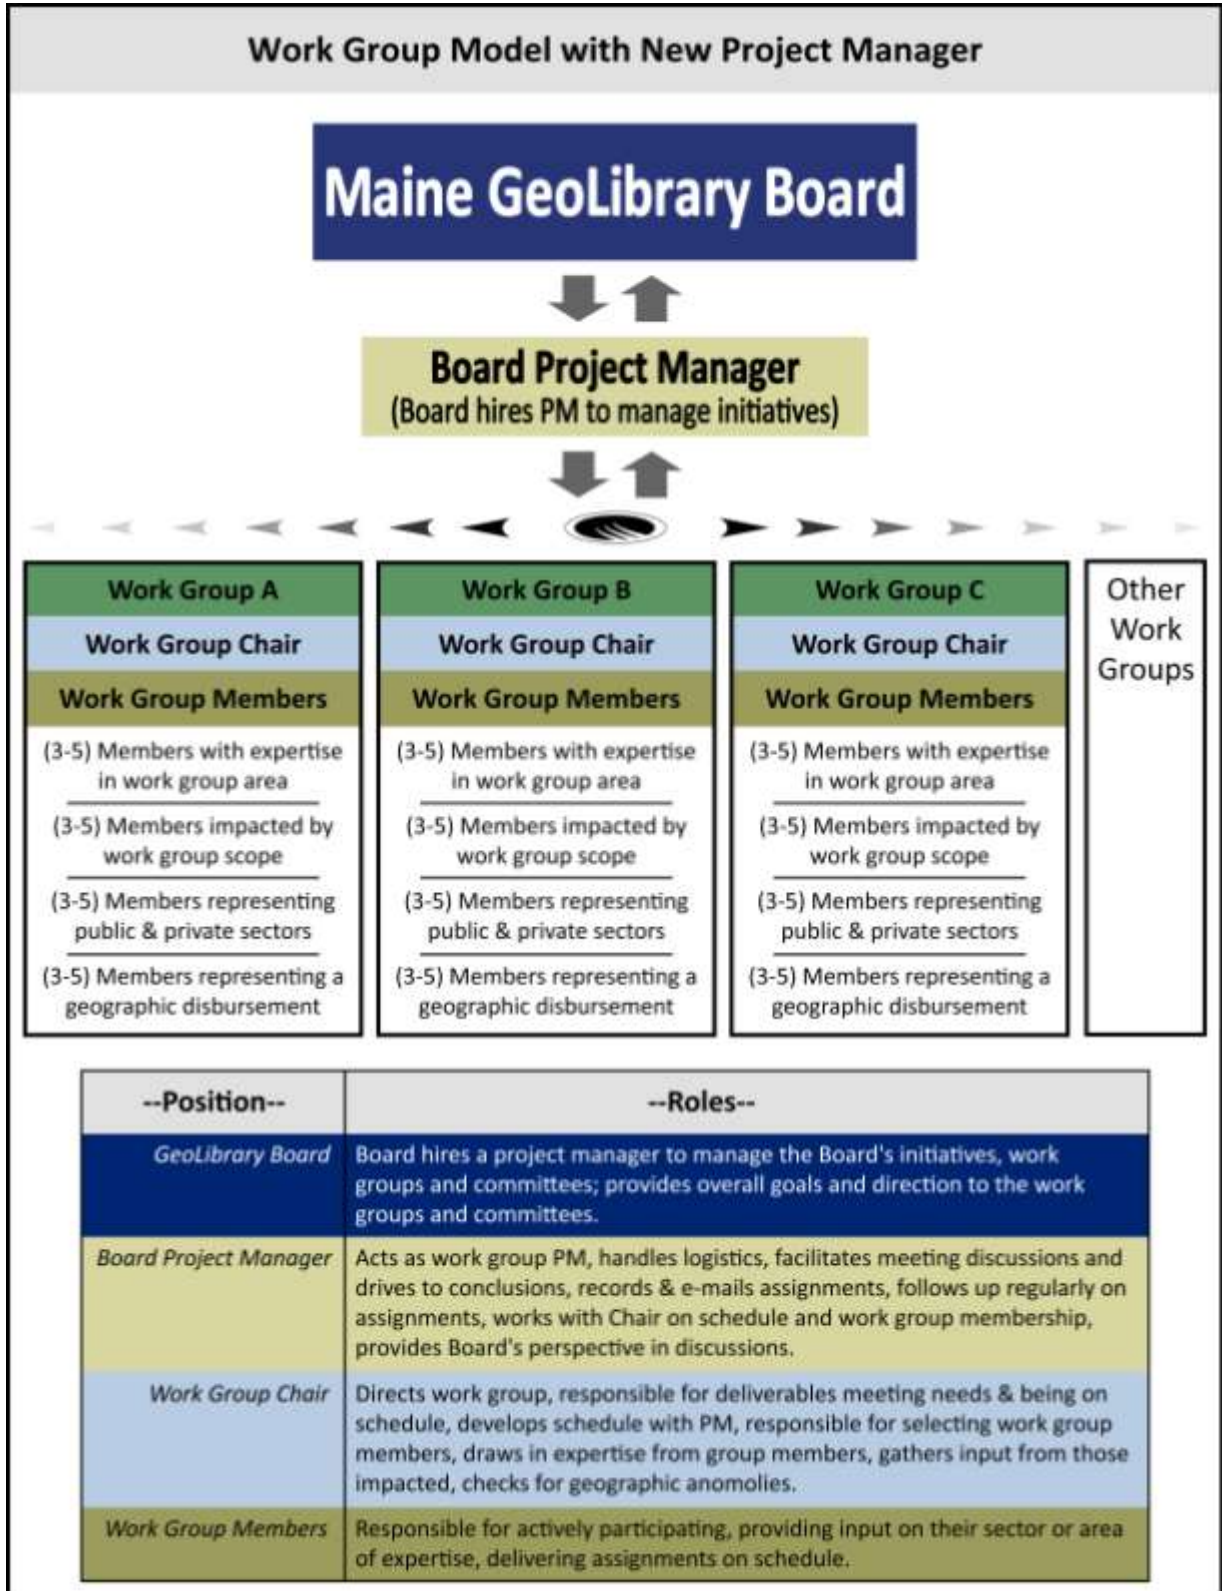 Work Group Model with New Project Manager
Maine GeoLibrary Board
Board Project Manager
(Board hires PM to manage initiatives)
Work Group A
Work Group Chair
Work Group Members
(3-5) Members with expertise
in work group area
(3-5) Members impacted by
work group scope
(3-5) Members representing
public & private sectors
(3-5) Members representing a
geographic disbursement
Work Group B
Work Group Chair
Work Group Members
(3-5) Members with expertise
in work group area
(3-5) Members impacted by
work group scope
(3-5) Members representing
public & private sectors
(3-5) Members representing a
geographic disbursement
Work Group C
Work Group Chair
Work Group Members
(3-5) Members with expertise
in work group area
(3-5) Members impacted by
work group scope
(3-5) Members representing
public & private sectors
(3-5) Members representing a
geographic disbursement
Other
Work
Groups
--Position--
--Roles--
GeoLibrary Board
Board hires a project manager to manage the Board's initiatives, work
groups and committees; provides overall goals and direction to the work
groups and committees.
Board Project Manager
Acts as work group PM, handles logistics, facilitates meeting discussions and
drives to conclusions, records & e-mails assignments, follows up regularly on
assignments, works with Chair on schedule and work group membership,
provides Board's perspective in discussions.
Work Group Chair
Directs work group, responsible for deliverables meeting needs & being on
schedule, develops schedule with PM, responsible for selecting work group
members, draws in expertise from group members, gathers input from those
impacted, checks for geographic anomolies.
Work Group Members
Responsible for actively participating, providing input on their sector or area
of expertise, delivering assignments on schedule.